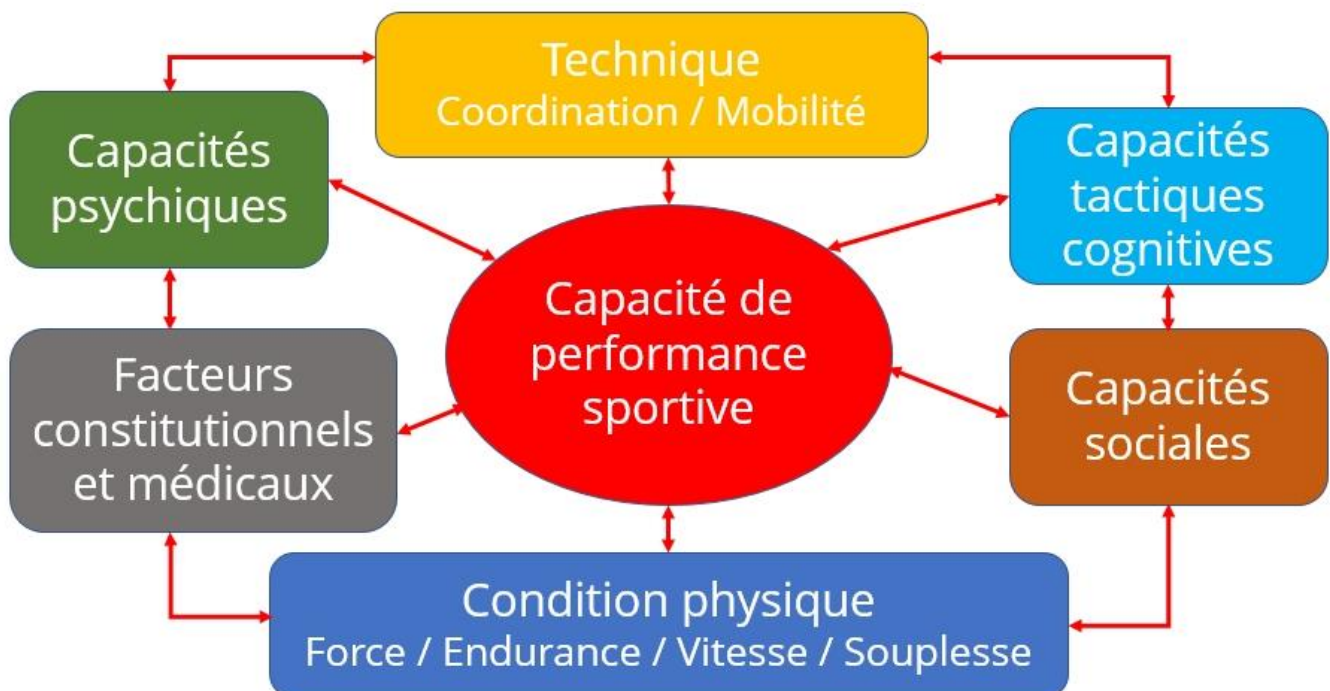 Technique
Coordination / Mobilité
Capacités
psychiques
Capacités
tactiques
cognitives
Capacité de
performance
sportive
Facteurs
constitutionnels
et médicaux
Capacités
sociales
Condition physique
Force / Endurance / Vitesse / Souplesse